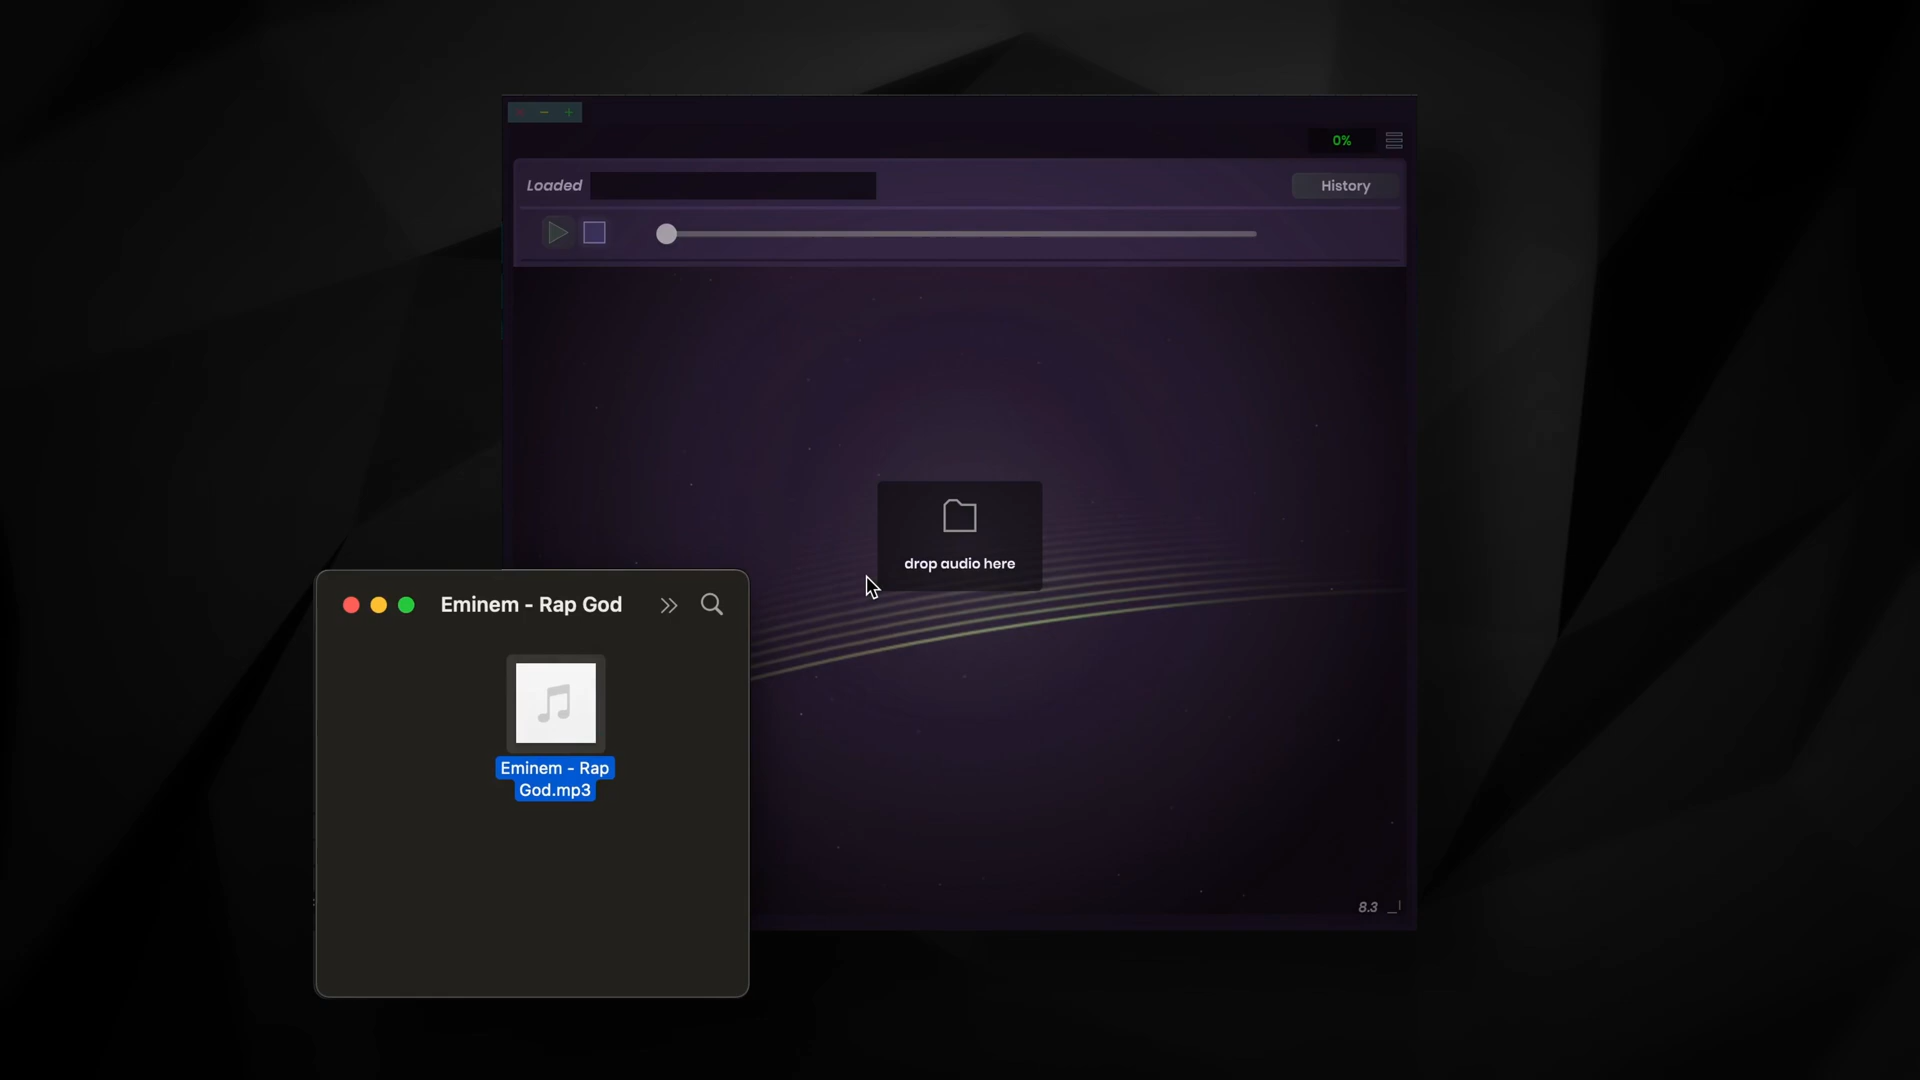 0%
Loaded
History
drop audio here
Eminem - Rap God
Eminem - Rap
God.mp3
8.3